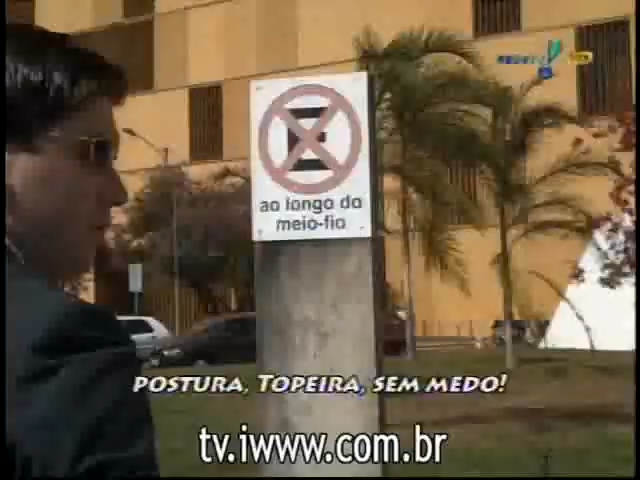 E
ao longo do
meio-fio
POSTURA, TOPEIRA, SEM MEDO!
tv.iwww.com.br